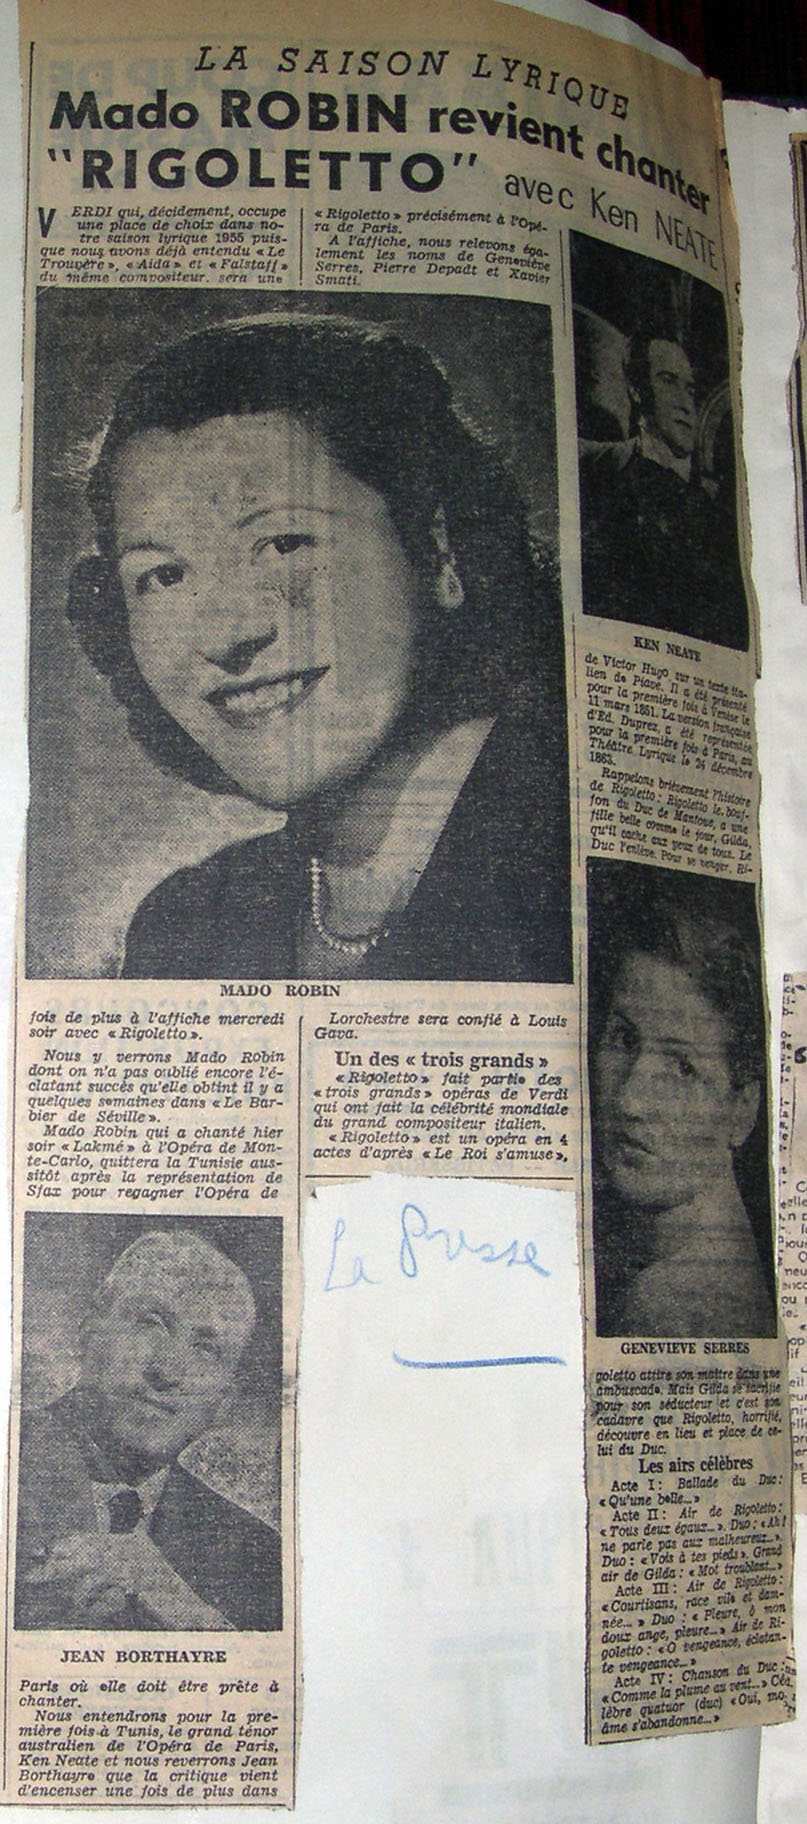 LA SAISON LYRIQUE
Mado ROBIN revient chanter
"RIGOLETTO" avec Ken NEATE
VERDI qui, décidement, occupe
une place de choix dans no-
tre saison lyrique 1955 puis-
que nous avons déjà entendu «Le
Trouvère», «Aïda» et «Falstaff»
du même compositeur, sera une
MADO ROBIN
fois de plus à l'affiche mercredi
soir avec «Rigoletto».
Nous y verrons Mado Robin
dont on n'a pas oublié encore l'é-
clatant succès qu'elle obtint il y a
quelques semaines dans «Le Bar-
bier de Séville».
Mado Robin qui a chanté hier
soir «Lakmé» à l'Opéra de Mon-
te-Carlo, quittera la Tunisie aus-
sitôt après la représentation de
Sfax pour regagner l'Opéra de
JEAN BORTHAYRE
Paris où elle doit être prête à
chanter.
Nous entendrons pour la pre-
mière fois à Tunis, le grand ténor
australien de l'Opéra de Paris,
Ken Neate et nous reverrons Jean
Borthayre que la critique vient
d'encenser une fois de plus dans
«Rigoletto» précisément à l'Opé-
ra de Paris.
A l'affiche, nous relevons éga-
lement les noms de Geneviève
Serres, Pierre Depadt et Xavier
Smati.
Lorchestre sera confié à Louis
Gava.
Un des « trois grands »
«Rigoletto» fait partie des
«trois grands» opéras de Verdi
qui ont fait la célébrité mondiale
du grand compositeur italien.
«Rigoletto» est un opéra en 4
actes d'après «Le Roi s'amuse»,
La Presse
KEN NEATE
de Victor Hugo sur un texte ita-
lien de Piave. Il a été présenté
pour la première fois à Venise le
11 mars 1851. La version française
d'Ed. Duprez, a été représentée
pour la première fois à Paris, au
Théâtre Lyrique le 24 décembre
1863.
Rappelons brièvement l'histoire
de Rigoletto : Rigoletto le bouf-
fon du Duc de Mantoue, a une
fille belle comme le jour, Gilda,
qu'il cache aux yeux de tous. Le
Duc l'enlève. Pour se venger, Ri-
GENEVIEVE SERRES
goletto attire son maître dans une
ambuscade. Mais Gilda se sacrifie
pour son séducteur et c'est son
cadavre que Rigoletto, horrifié,
découvre en lieu et place de ce-
lui du Duc.
Les airs célèbres
Acte I : Ballade du Duc :
«Qu'une belle...»
Acte II : Air de Rigoletto :
«Tous deux égaux...». Duo : «Ah !
ne parle pas aux malheureux...».
Duo : «Vois à tes pieds». Grand
air de Gilda : «Mot troublant...»
Acte III : Air de Rigoletto :
«Courtisans, race vile et dam-
née...» Duo : «Pleure, ô mon
doux ange, pleure...» Air de Ri-
goletto : «O vengeance, éclatan-
te vengeance...»
Acte IV : Chanson du Duc :
«Comme la plume au vent...» Cé-
lèbre quatuor (duc) «Oui, mo
âme s'abandonne...»